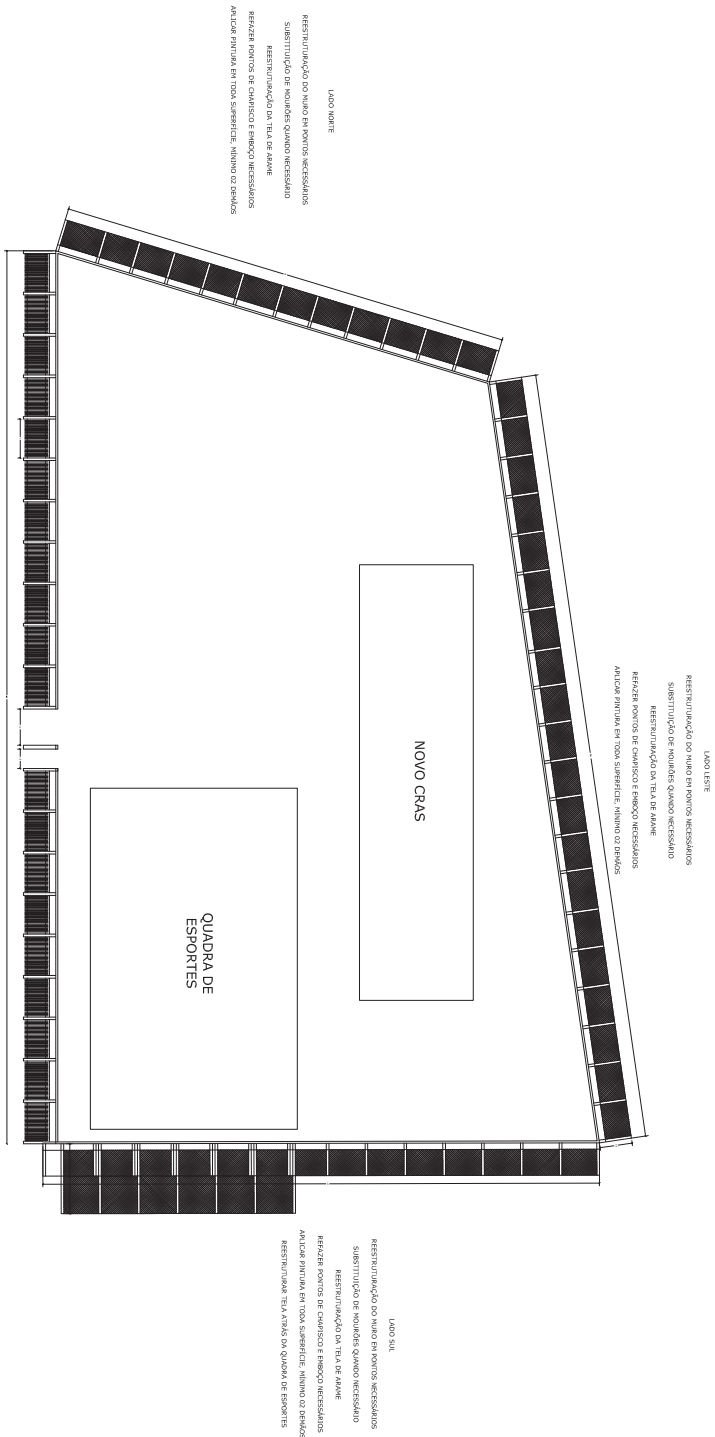 LADO NORTE
REESTRUTURAÇÃO DO MURO EM PONTOS NECESSÁRIOS
SUBSTITUIÇÃO DE MOURÕES QUANDO NECESSÁRIO
REESTRUTURAÇÃO DA TELA DE ARAME
REFAZER PONTOS DE CHAPISCO E EMBOÇO NECESSÁRIOS
APLICAR PINTURA EM TODA SUPERFÍCIE, MÍNIMO 02 DEMÃOS
LADO LESTE
REESTRUTURAÇÃO DO MURO EM PONTOS NECESSÁRIOS
SUBSTITUIÇÃO DE MOURÕES QUANDO NECESSÁRIO
REESTRUTURAÇÃO DA TELA DE ARAME
REFAZER PONTOS DE CHAPISCO E EMBOÇO NECESSÁRIOS
APLICAR PINTURA EM TODA SUPERFÍCIE, MÍNIMO 02 DEMÃOS
NOVO CRAS
QUADRA DE
ESPORTES
LADO SUL
REESTRUTURAÇÃO DO MURO EM PONTOS NECESSÁRIOS
SUBSTITUIÇÃO DE MOURÕES QUANDO NECESSÁRIO
REESTRUTURAÇÃO DA TELA DE ARAME
REFAZER PONTOS DE CHAPISCO E EMBOÇO NECESSÁRIOS
APLICAR PINTURA EM TODA SUPERFÍCIE, MÍNIMO 02 DEMÃOS
REESTRUTURAR TELA ATRÁS DA QUADRA DE ESPORTES